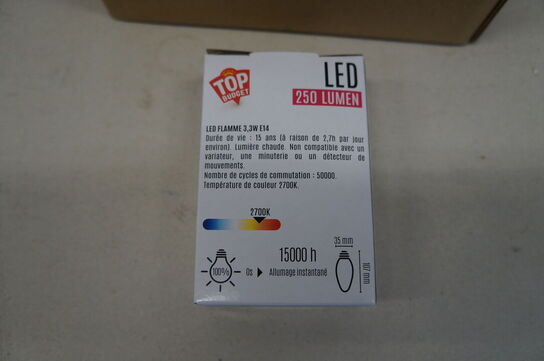 TOP
BUDGET
LED
250 LUMEN
LED FLAMME 3,3W E14
Durée de vie : 15 ans (à raison de 2,7h par jour
environ). Lumière chaude. Non compatible avec un
variateur, une minuterie ou un détecteur de
mouvements.
Nombre de cycles de commutation : 50000.
Température de couleur 2700K.
2700K
15000 h
100%
0s
Allumage instantané
35 mm
107 mm